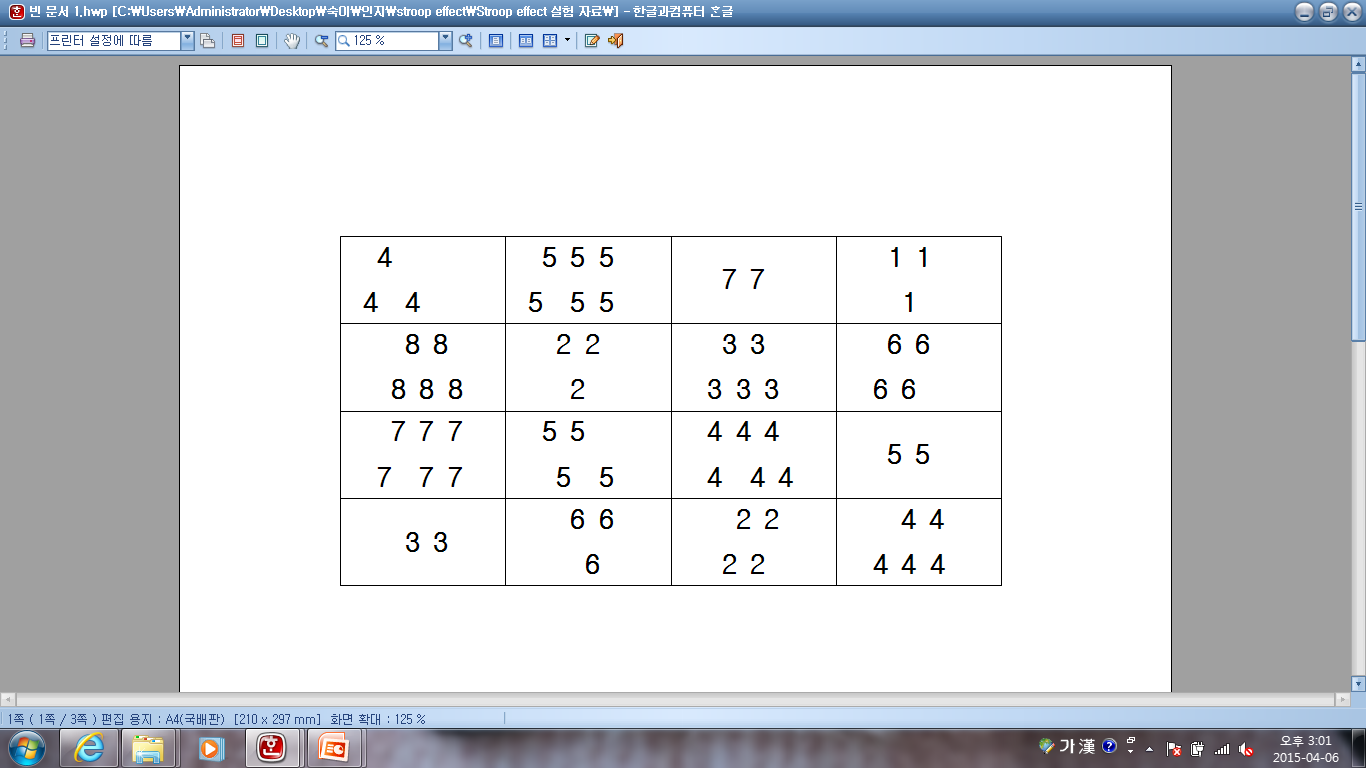 빈 문서 1.hwp [C:\Users\Administrator\Desktop\숙이\인지\stroop effect\Stroop effect 실험 자료\] - 한글과컴퓨터 한글
프린터 설정에 따름 125 %
4 5 5 5 7 7 1 1
4 4 5 5 5 1
8 8 2 2 3 3 6 6
8 8 8 2 3 3 3 6 6
7 7 7 5 5 4 4 4 5 5
7 7 7 5 5 4 4 4
3 3 6 6 2 2 4 4
6 2 2 4 4 4
1쪽 ( 1쪽 / 3쪽 ) 편집 용지 : A4(국배판) [210 x 297 mm] 화면 확대 : 125 %
가 漢 오후 3:01
2015-04-06